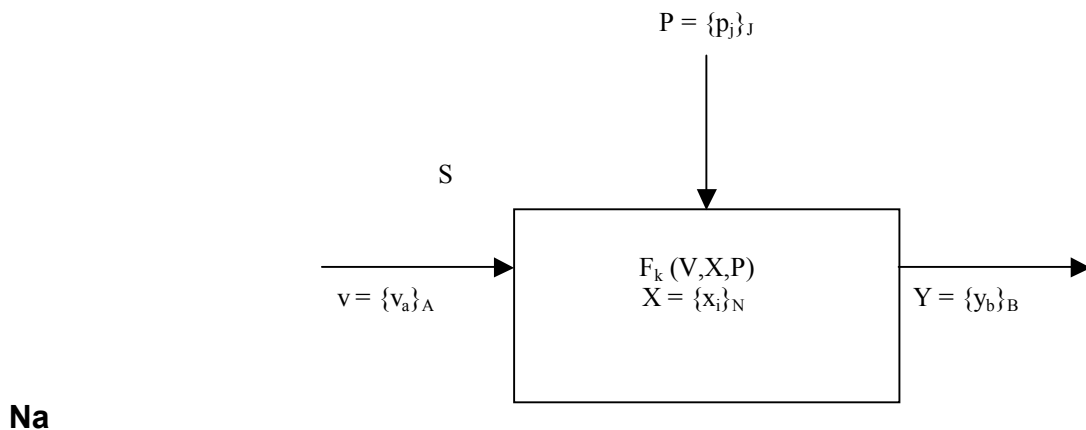 P = {pj}J
S
Fk (V,X,P)
v = {va}A
X = {xi}N
Y = {yb}B
Na